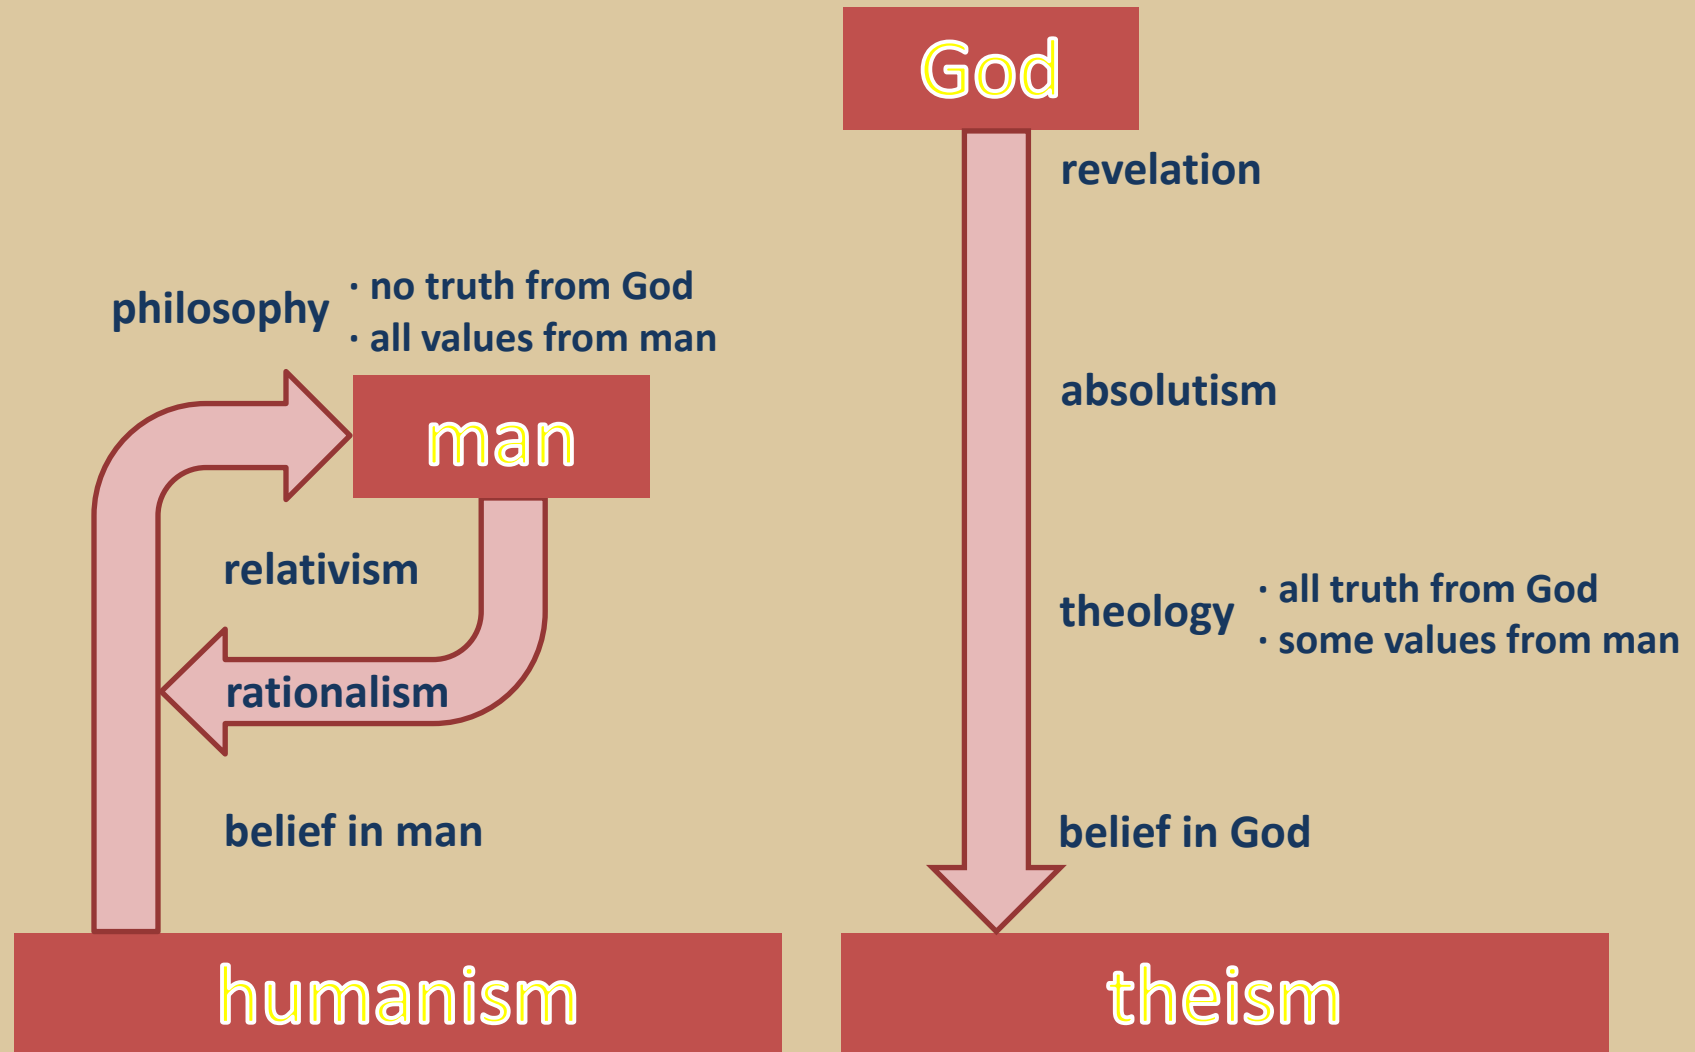 philosophy
· no truth from God
· all values from man
man
relativism
rationalism
belief in man
humanism
God
revelation
absolutism
theology
· all truth from God
· some values from man
belief in God
theism